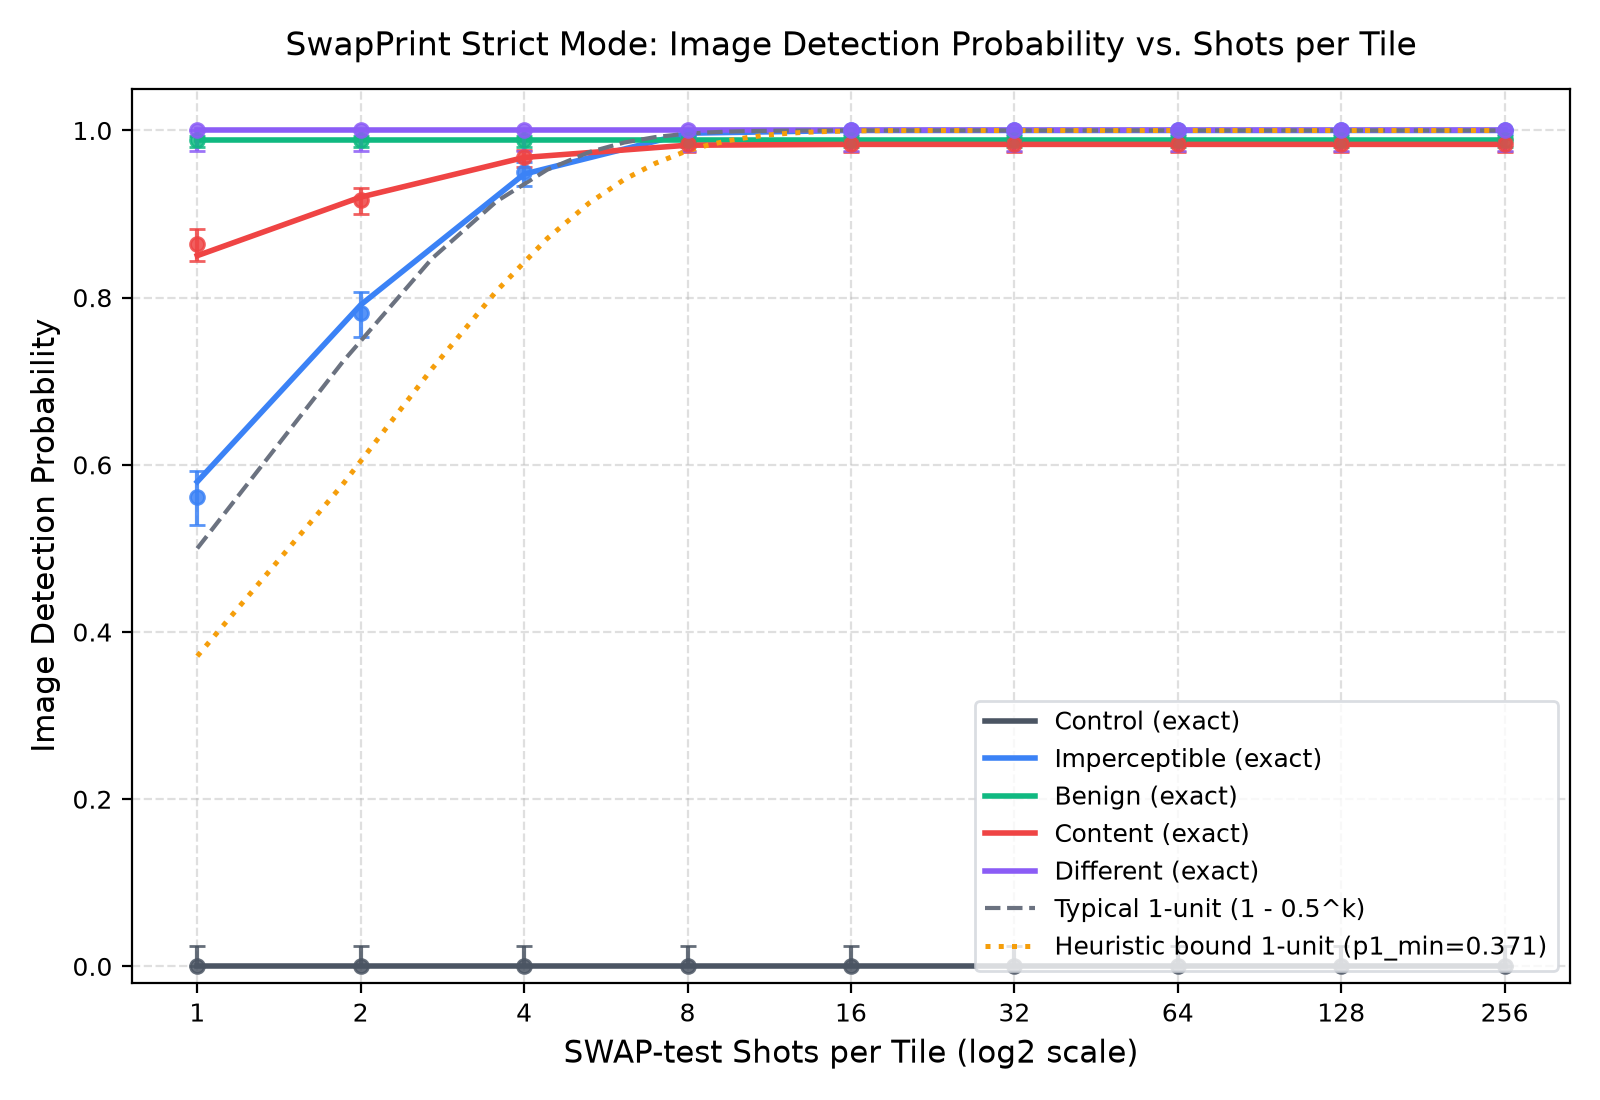 SwapPrint Strict Mode: Image Detection Probability vs. Shots per Tile
Image Detection Probability
1.0
0.8
0.6
0.4
0.2
0.0
Control (exact)
Imperceptible (exact)
Benign (exact)
Content (exact)
Different (exact)
Typical 1-unit (1 - 0.5^k)
Heuristic bound 1-unit (p1_min=0.371)
1 2 4 8 16 32 64 128 256
SWAP-test Shots per Tile (log2 scale)